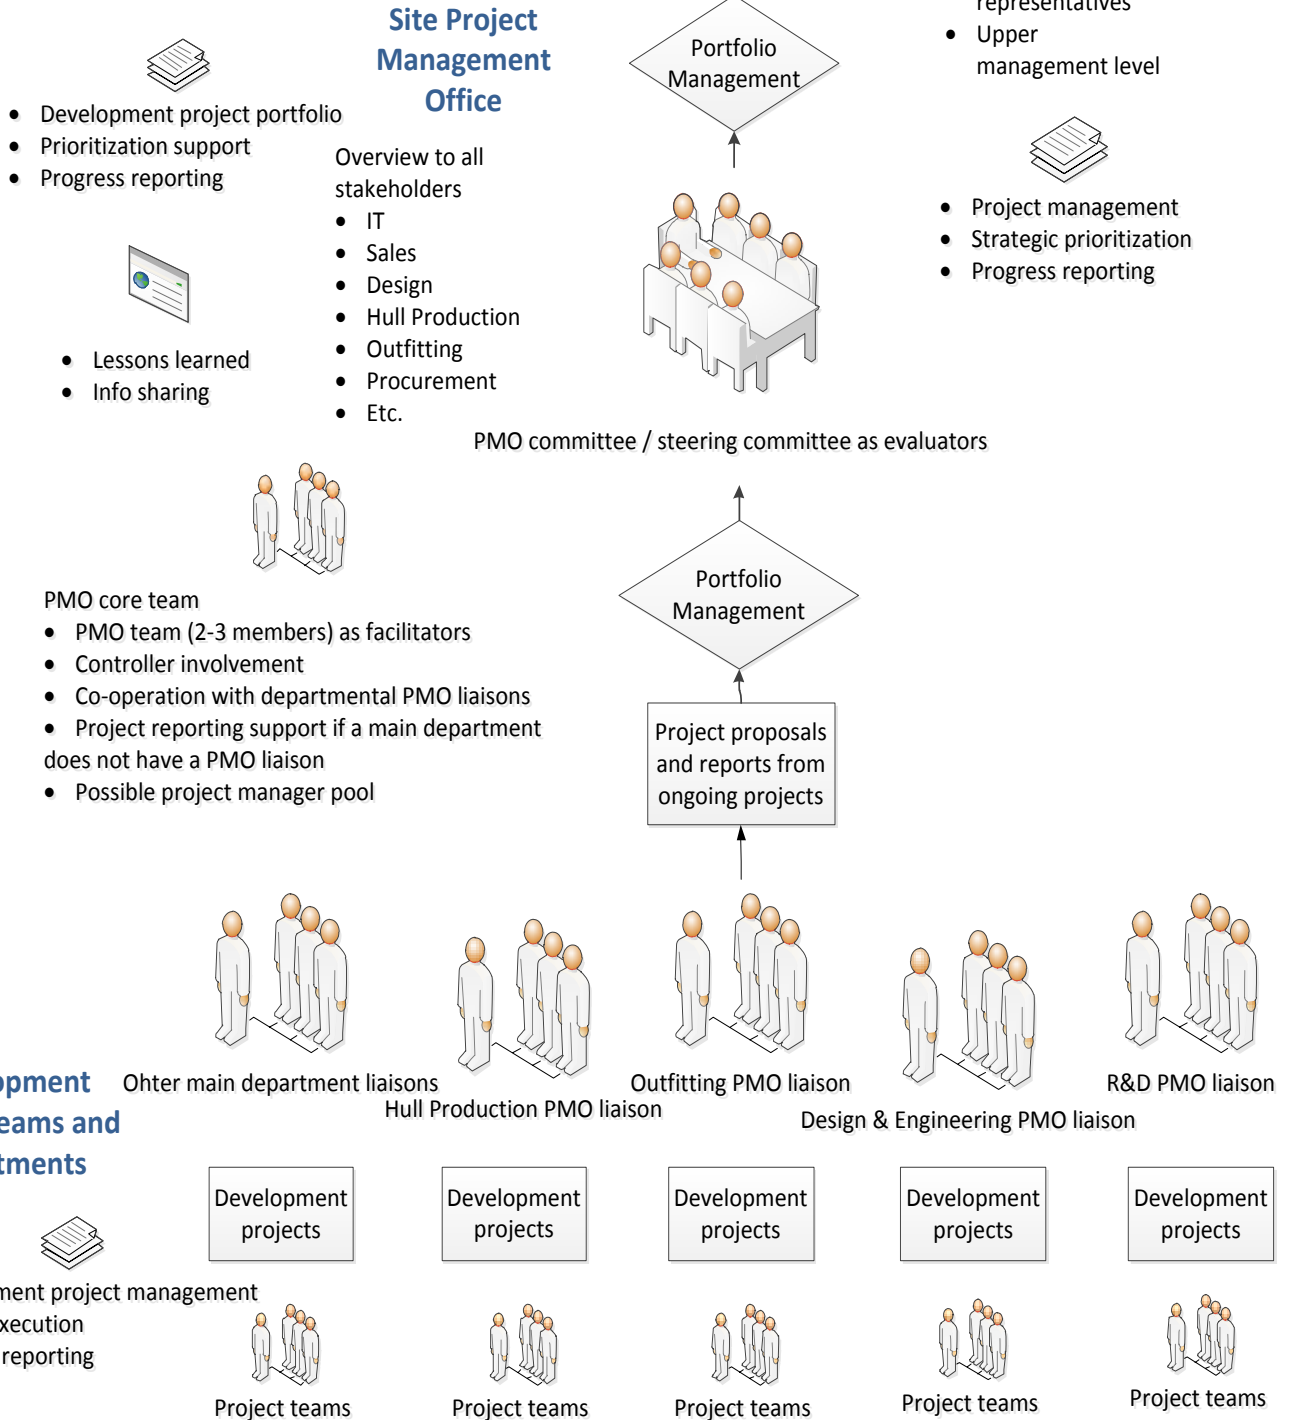 Site Project
Management
Office
Portfolio
Management
representatives
• Upper
management level
• Development project portfolio
• Prioritization support
• Progress reporting
Overview to all
stakeholders
• IT
• Sales
• Design
• Hull Production
• Outfitting
• Procurement
• Etc.
• Project management
• Strategic prioritization
• Progress reporting
• Lessons learned
• Info sharing
PMO committee / steering committee as evaluators
Portfolio
Management
PMO core team
• PMO team (2-3 members) as facilitators
• Controller involvement
• Co-operation with departmental PMO liaisons
• Project reporting support if a main department
does not have a PMO liaison
• Possible project manager pool
Project proposals
and reports from
ongoing projects
Ohter main department liaisons
Hull Production PMO liaison
Outfitting PMO liaison
Design & Engineering PMO liaison
R&D PMO liaison
opment
eams and
tments
Development
projects
Development
projects
Development
projects
Development
projects
Development
projects
ment project management
xecution
reporting
Project teams
Project teams
Project teams
Project teams
Project teams